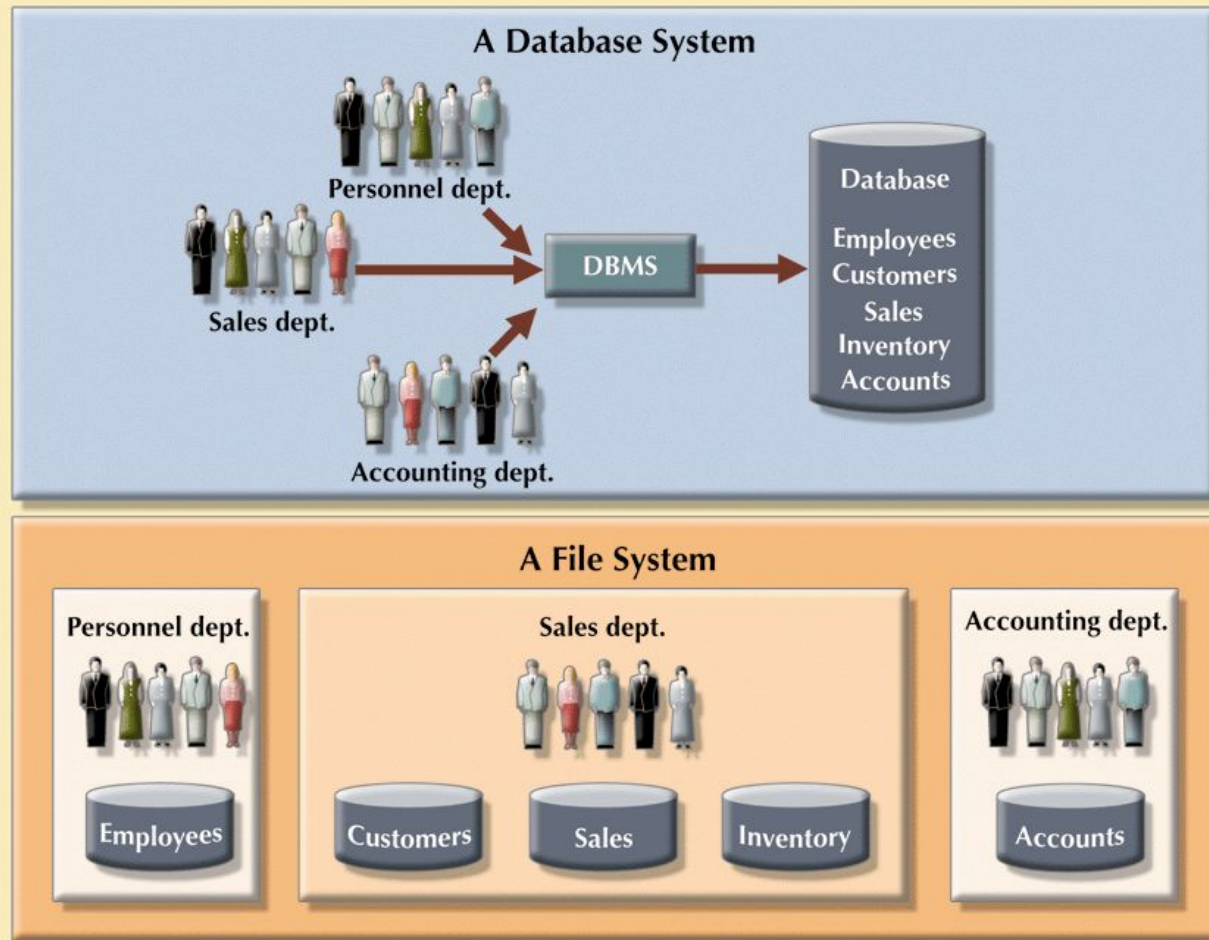 A Database System
Personnel dept.
Sales dept.
Accounting dept.
DBMS
Database
Employees
Customers
Sales
Inventory
Accounts
A File System
Personnel dept.
Employees
Sales dept.
Customers
Sales
Inventory
Accounting dept.
Accounts